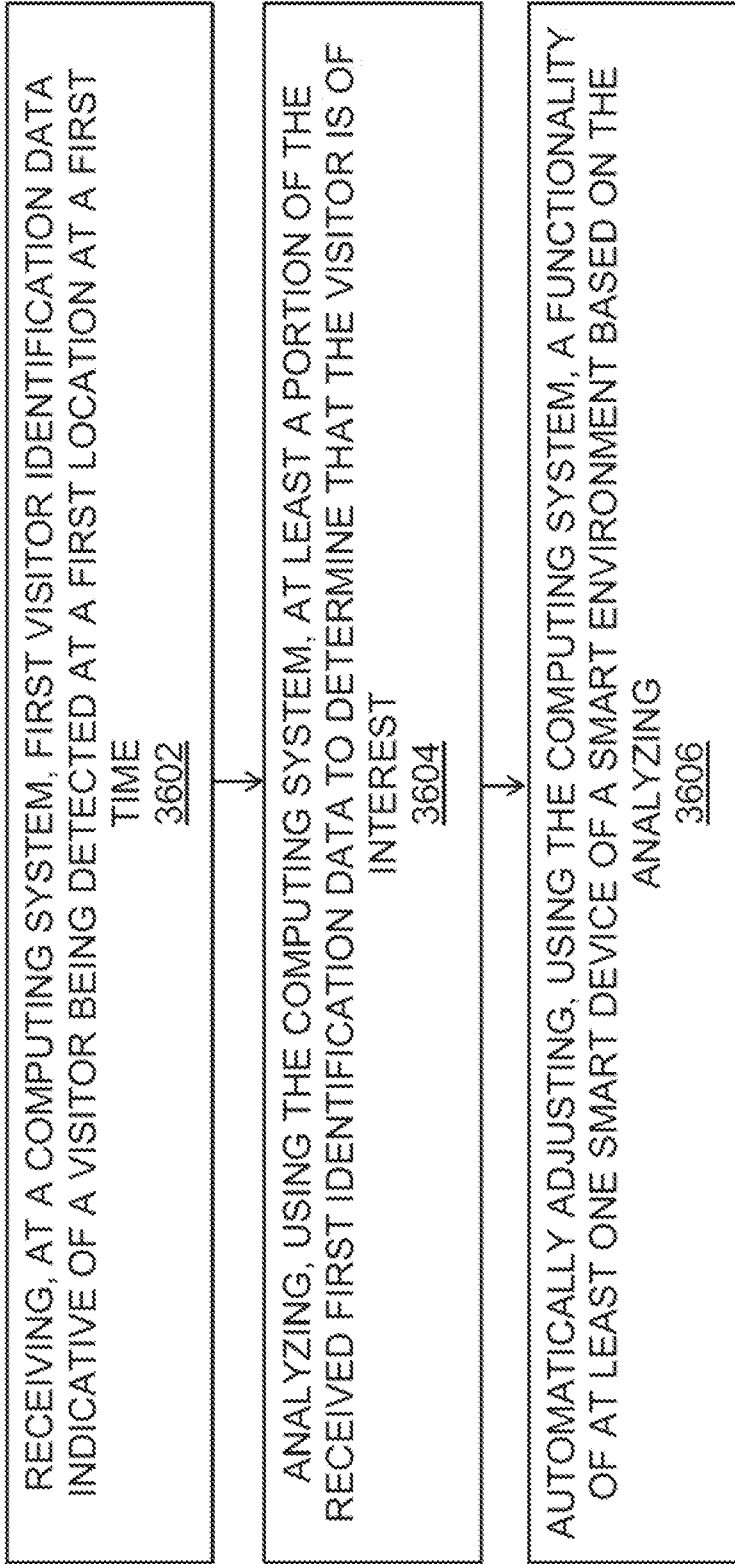 RECEIVING, AT A COMPUTING SYSTEM, FIRST VISITOR IDENTIFICATION DATA
INDICATIVE OF A VISITOR BEING DETECTED AT A FIRST LOCATION AT A FIRST
TIME
3602
ANALYZING, USING THE COMPUTING SYSTEM, AT LEAST A PORTION OF THE
RECEIVED FIRST IDENTIFICATION DATA TO DETERMINE THAT THE VISITOR IS OF
INTEREST
3604
AUTOMATICALLY ADJUSTING, USING THE COMPUTING SYSTEM, A FUNCTIONALITY
OF AT LEAST ONE SMART DEVICE OF A SMART ENVIRONMENT BASED ON THE
ANALYZING
3606